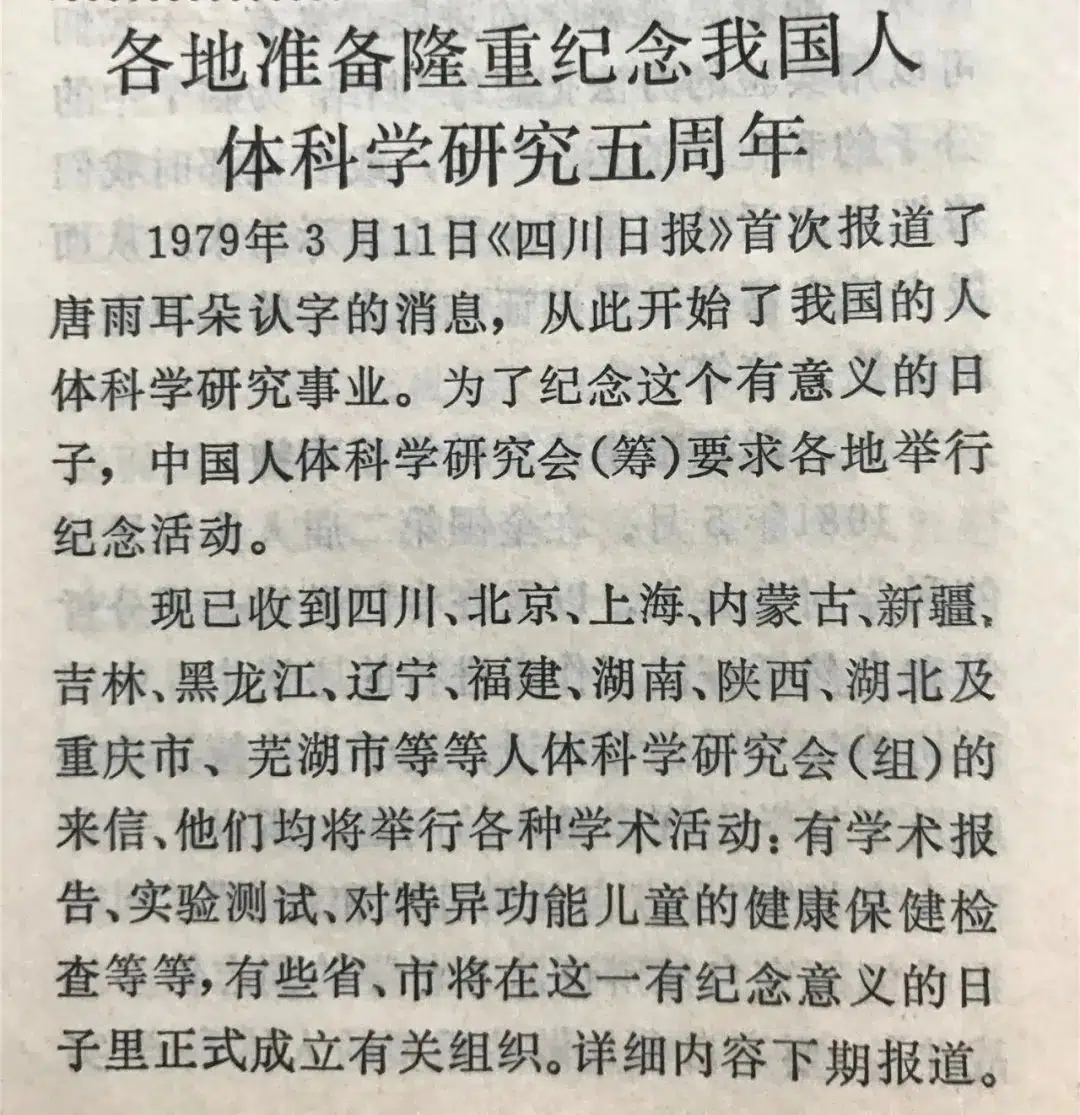 各地准备隆重纪念我国人
体科学研究五周年
1979年3月11日《四川日报》首次报道了
唐雨耳朵认字的消息，从此开始了我国的人
体科学研究事业。为了纪念这个有意义的日
子，中国人体科学研究会(筹)要求各地举行
纪念活动。
现已收到四川、北京、上海、内蒙古、新疆、
吉林、黑龙江、辽宁、福建、湖南、陕西、湖北及
重庆市、芜湖市等等人体科学研究会(组)的
来信、他们均将举行各种学术活动：有学术报
告、实验测试、对特异功能儿童的健康保健检
查等等，有些省、市将在这一有纪念意义的日
子里正式成立有关组织。详细内容下期报道。